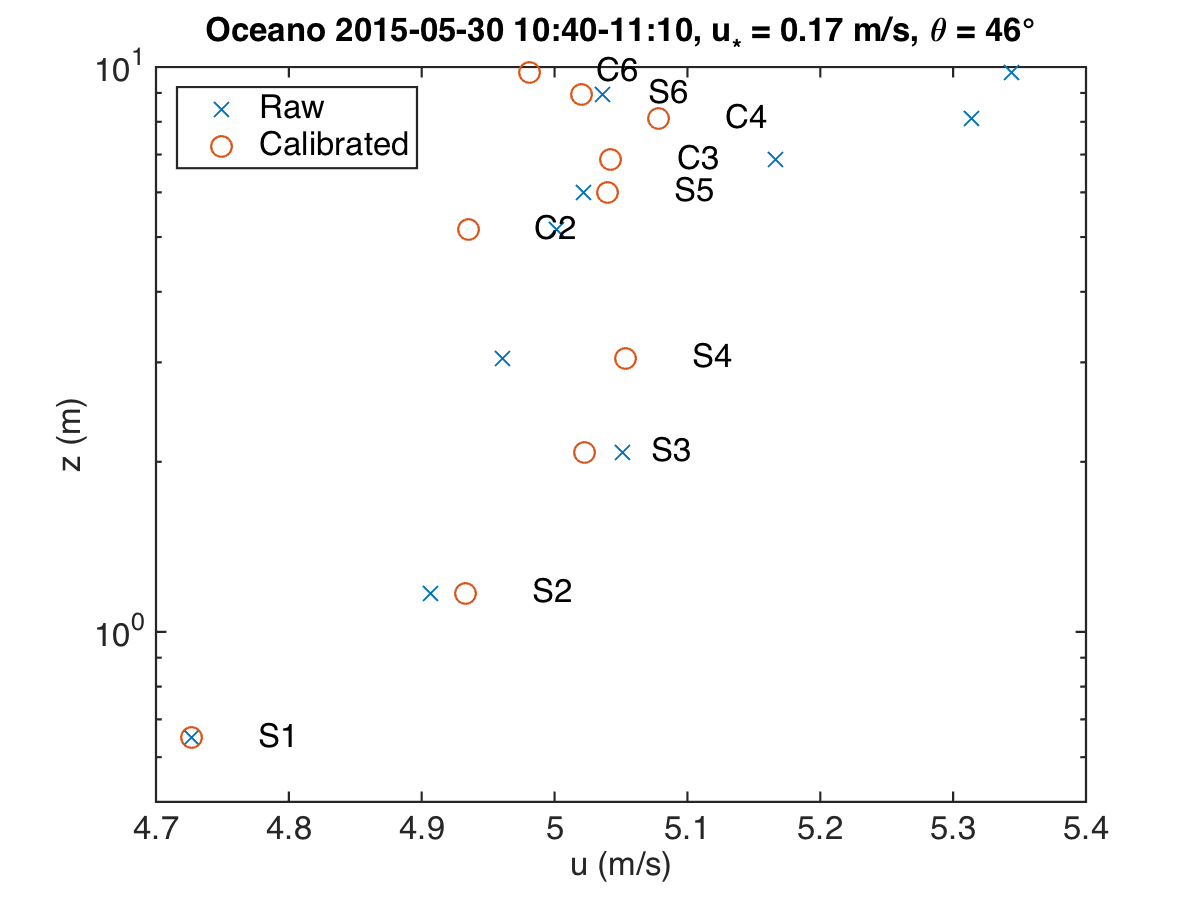 Oceano 2015-05-30 10:40-11:10, u* = 0.17 m/s, θ = 46°
10^1
C6
S6
Raw
C4
Calibrated
C3
S5
C2
S4
z (m)
S3
S2
10^0
S1
4.7 4.8 4.9 5 5.1 5.2 5.3 5.4
u (m/s)